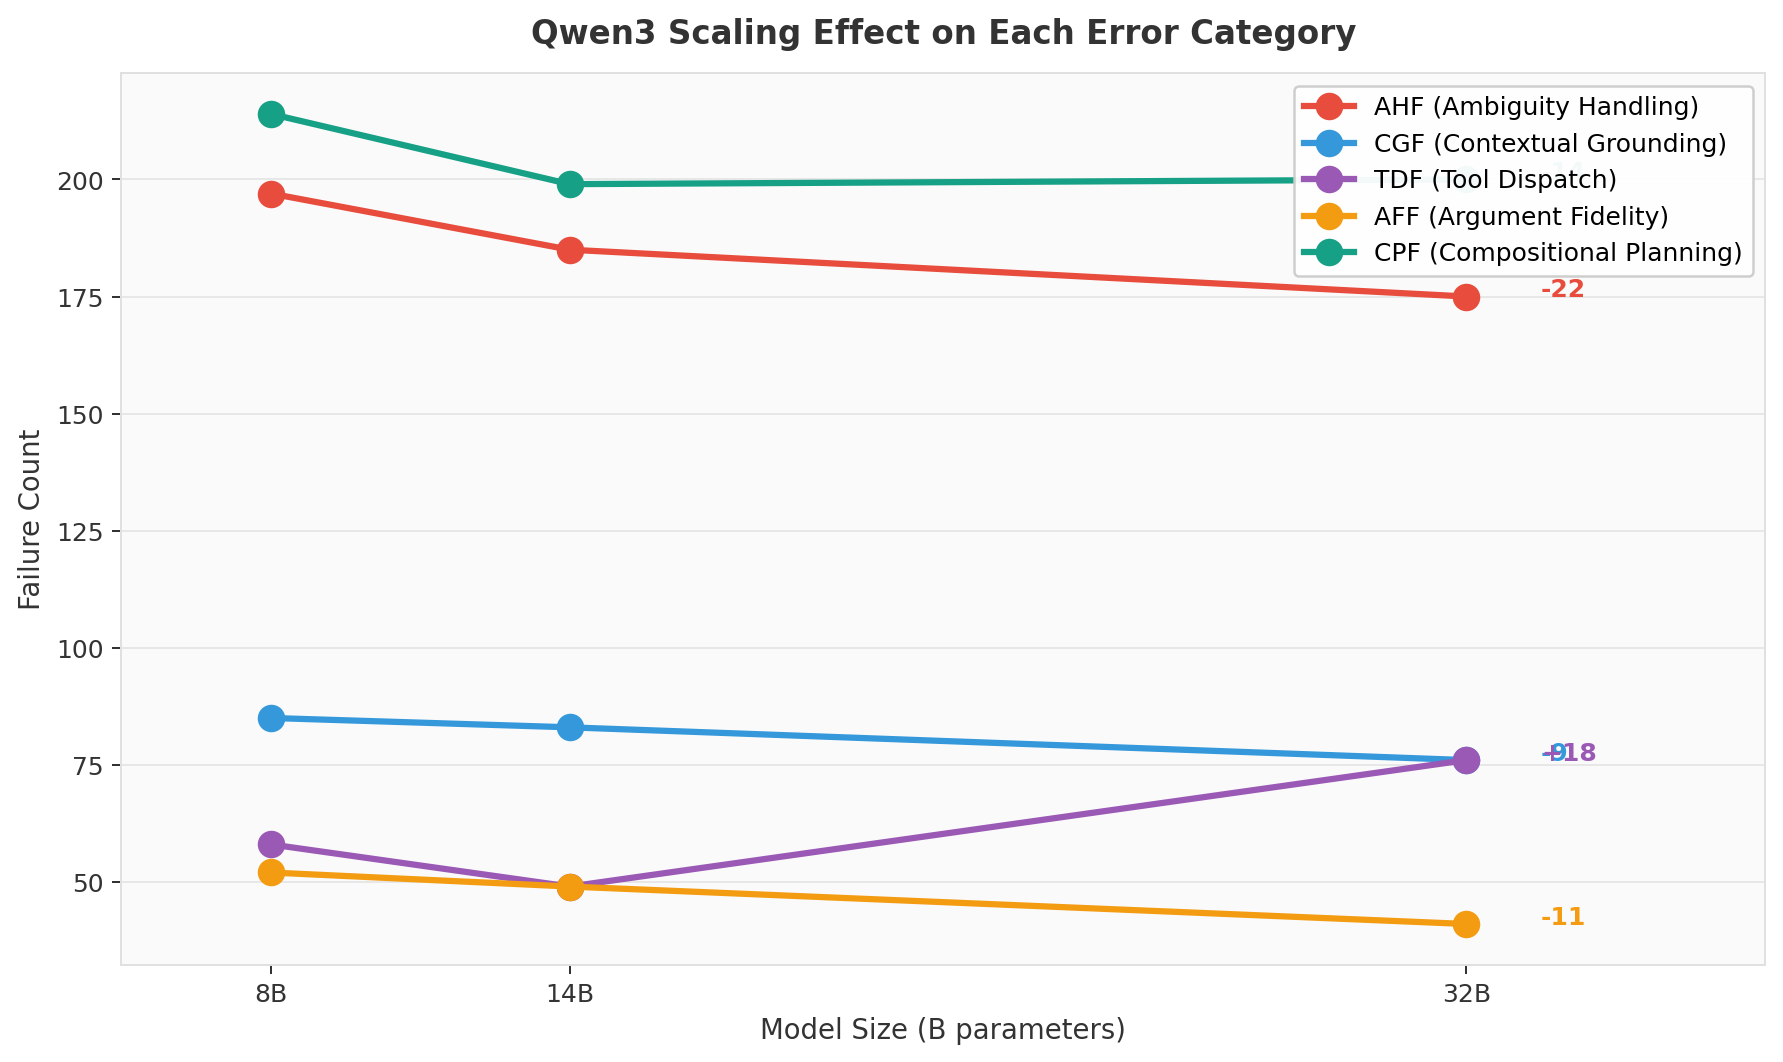 Qwen3 Scaling Effect on Each Error Category
AHF (Ambiguity Handling)
CGF (Contextual Grounding)
TDF (Tool Dispatch)
AFF (Argument Fidelity)
CPF (Compositional Planning)
Failure Count
200
175
150
125
100
75
50
-22
-9
+18
-11
8B
14B
32B
Model Size (B parameters)